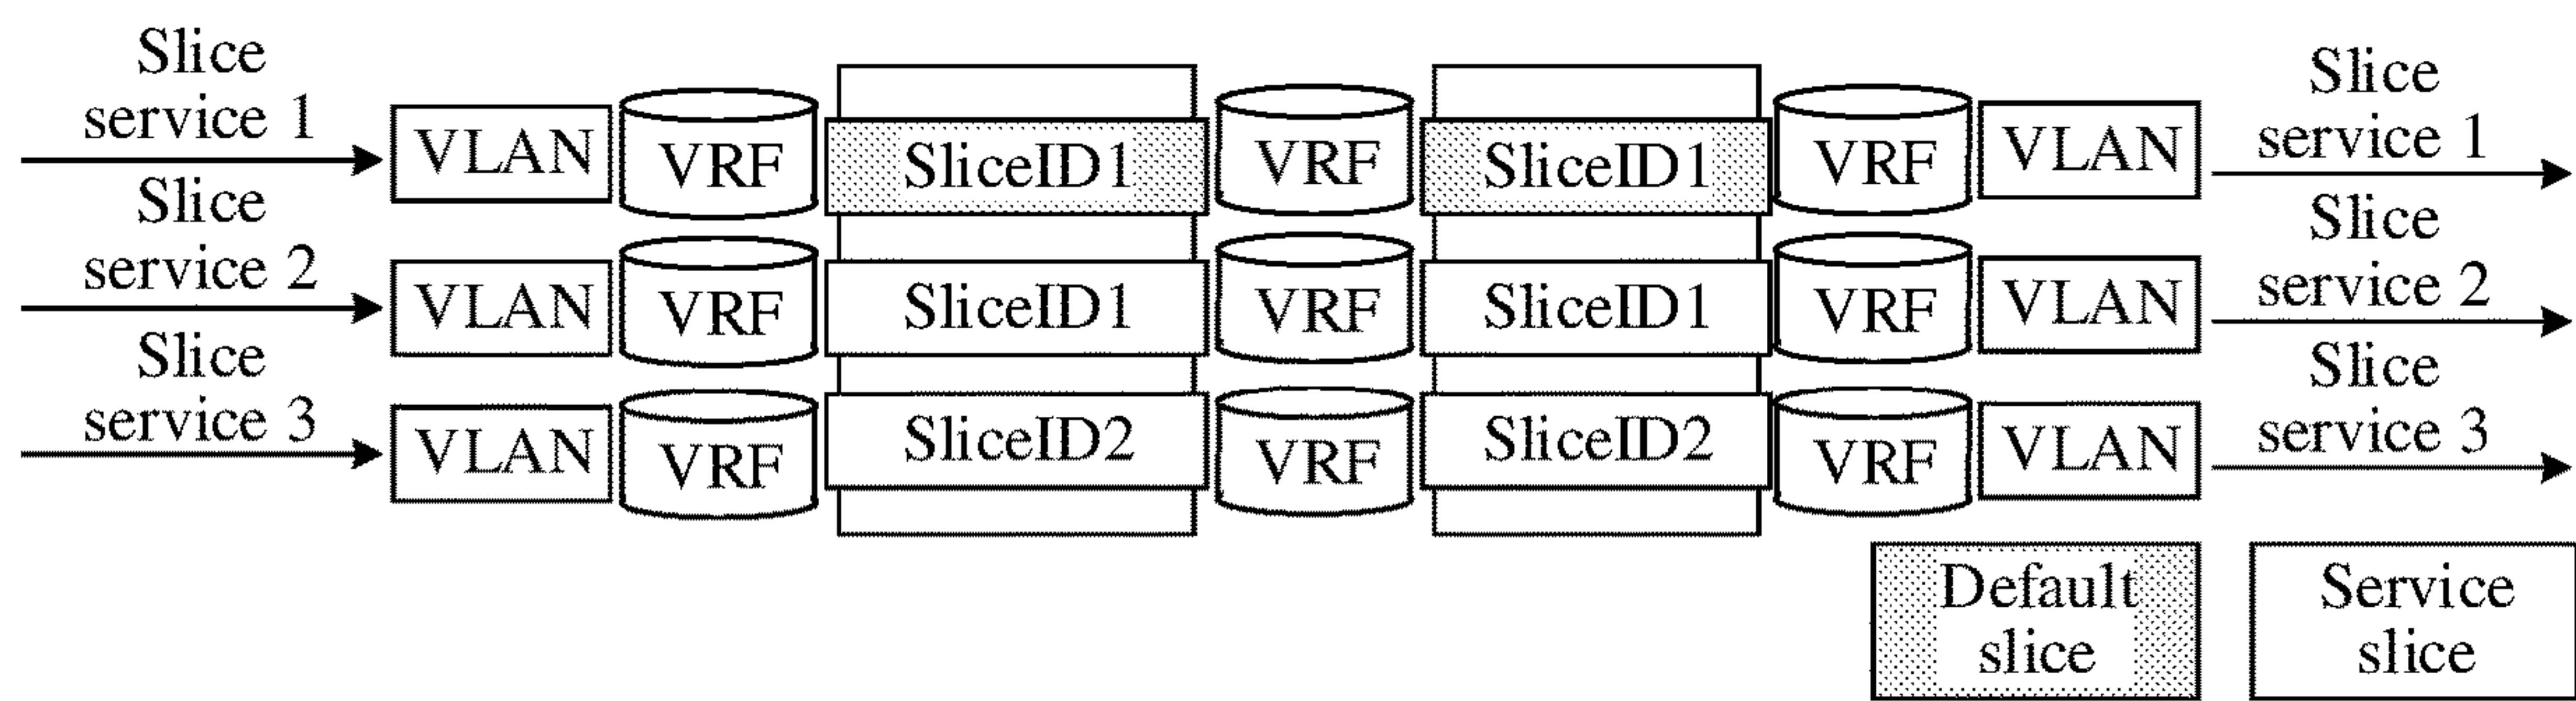 Slice
service 1
VLAN VRF SliceID1 VRF SliceID1 VRF VLAN
Slice
service 1
Slice
service 2
VLAN VRF SliceID1 VRF SliceID1 VRF VLAN
Slice
service 2
Slice
service 3
VLAN VRF SliceID2 VRF SliceID2 VRF VLAN
Slice
service 3
Default
slice
Service
slice